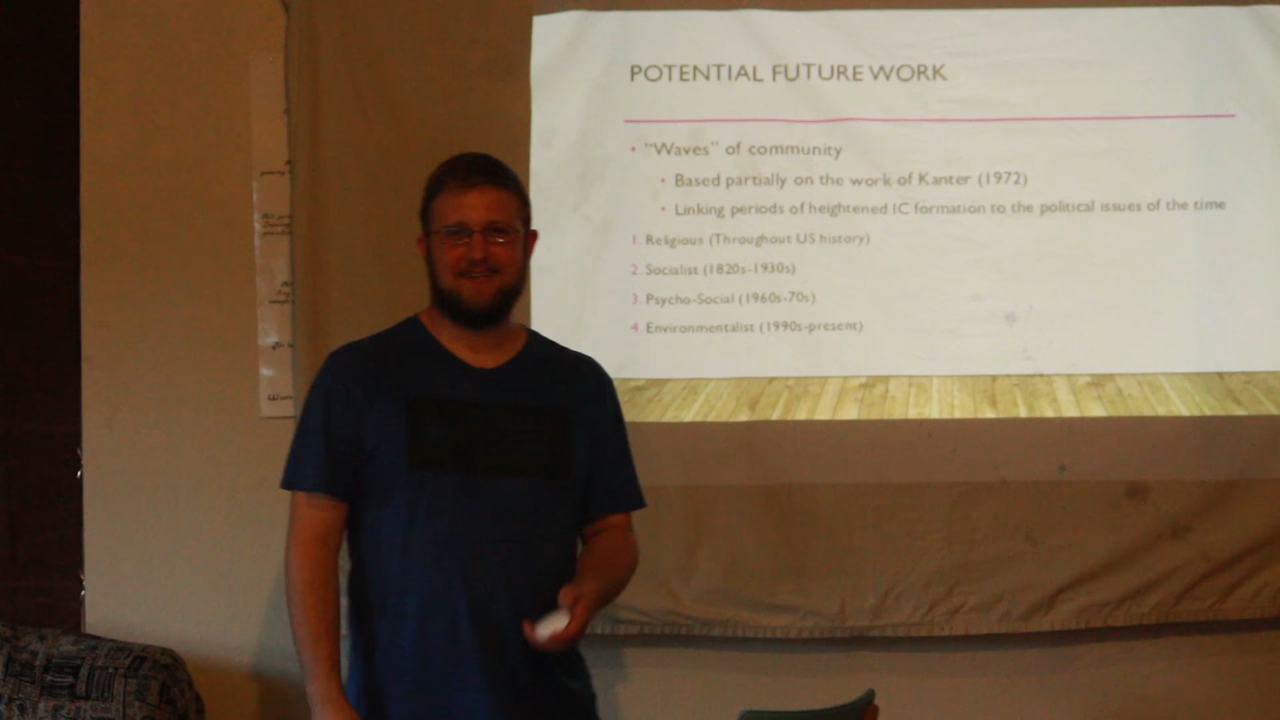 POTENTIAL FUTURE WORK
• "Waves" of community
• Based partially on the work of Kanter (1972)
• Linking periods of heightened IC formation to the political issues of the time
1. Religious (Throughout US history)
2. Socialist (1820s-1930s)
3. Psycho-Social (1960s-70s)
4. Environmentalist (1990s-present)